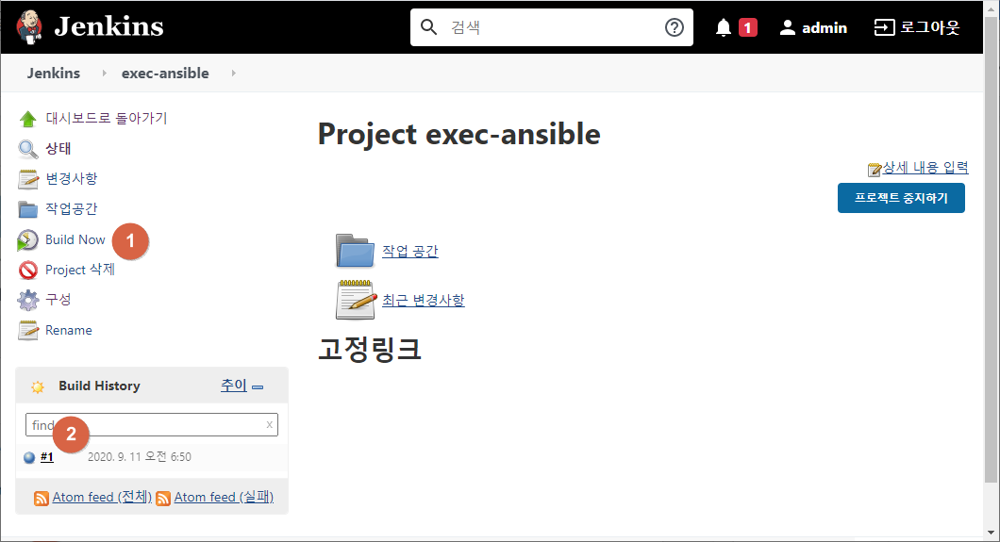 Jenkins 검색 1 admin 로그아웃
Jenkins exec-ansible
대시보드로 돌아가기
상태
변경사항
작업공간
Build Now 1
Project 삭제
구성
Rename
Build History 추이
find 2 x
#1 2020. 9. 11 오전 6:50
Atom feed (전체) Atom feed (실패)
Project exec-ansible
상세 내용 입력
프로젝트 중지하기
작업 공간
최근 변경사항
고정링크